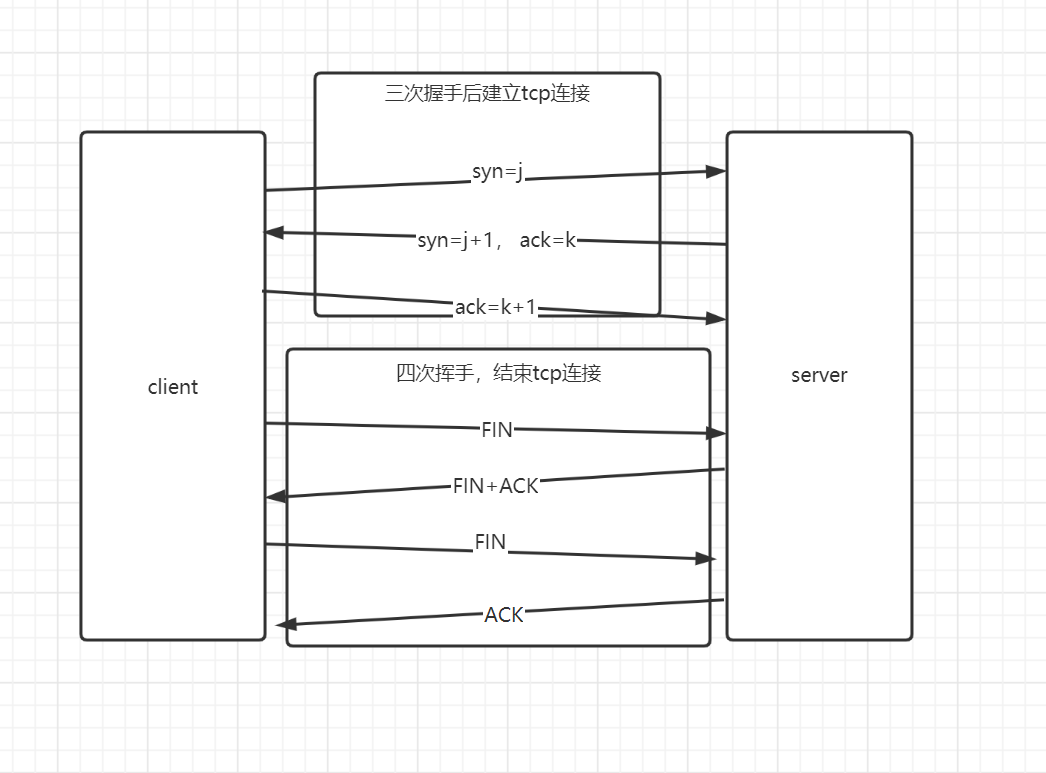 三次握手后建立tcp连接
syn=j
syn=j+1， ack=k
ack=k+1
client
server
四次挥手，结束tcp连接
FIN
FIN+ACK
FIN
ACK